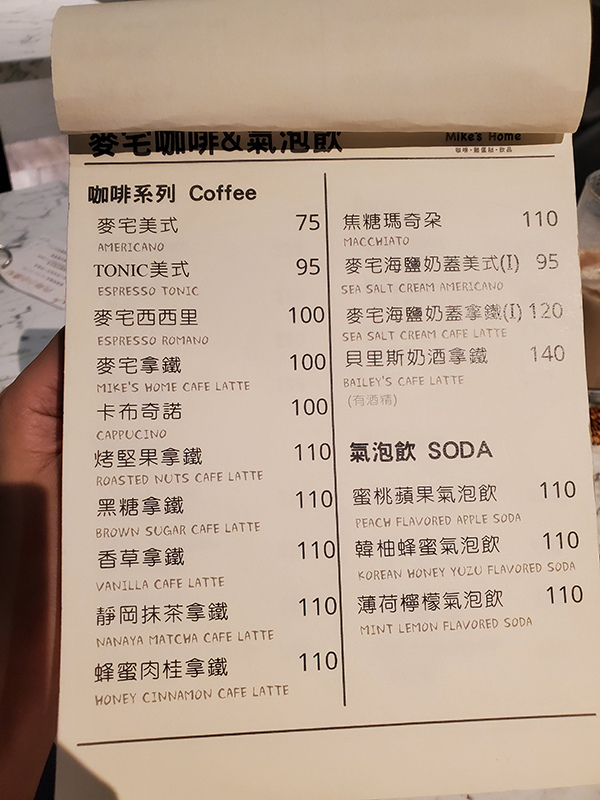 麥宅咖啡&氣泡飲
Mike's Home
咖啡系列 Coffee
麥宅美式 75
AMERICANO
TONIC美式 95
ESPRESSO TONIC
麥宅西西里 100
ESPRESSO ROMANO
麥宅拿鐵 100
MIKE'S HOME CAFE LATTE
卡布奇諾 100
CAPPUCINO
烤堅果拿鐵 110
ROASTED NUTS CAFE LATTE
黑糖拿鐵 110
BROWN SUGAR CAFE LATTE
香草拿鐵 110
VANILLA CAFE LATTE
靜岡抹茶拿鐵 110
NANAYA MATCHA CAFE LATTE
蜂蜜肉桂拿鐵 110
HONEY CINNAMON CAFE LATTE
焦糖瑪奇朵 110
MACCHIATO
麥宅海鹽奶蓋美式(I) 95
SEA SALT CREAM AMERICANO
麥宅海鹽奶蓋拿鐵(I) 120
SEA SALT CREAM CAFE LATTE
貝里斯奶酒拿鐵 140
BAILEY'S CAFE LATTE
(有酒精)
氣泡飲 SODA
蜜桃蘋果氣泡飲 110
PEACH FLAVORED APPLE SODA
韓柚蜂蜜氣泡飲 110
KOREAN HONEY YUZU FLAVORED SODA
薄荷檸檬氣泡飲 110
MINT LEMON FLAVORED SODA